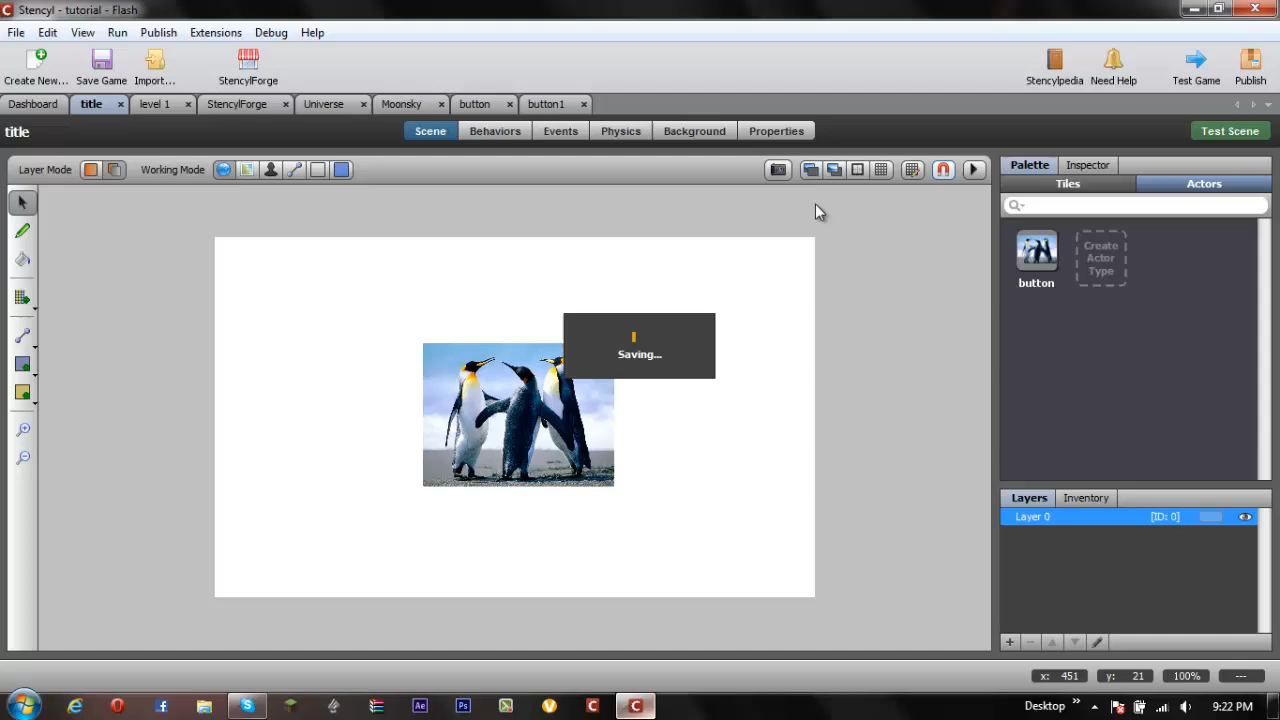 Stencyl - tutorial - Flash
File Edit View Run Publish Extensions Debug Help
Create New... Save Game Import... StencylForge Stencylpedia Need Help Test Game Publish
Dashboard title level 1 StencylForge Universe Moonsky button button1
title Scene Behaviors Events Physics Background Properties Test Scene
Layer Mode Working Mode Palette Inspector
Tiles Actors
Create
Actor
Type
button
Saving...
Layers Inventory
Layer 0 [ID: 0]
x: 451 y: 21 100% ---
Desktop 9:22 PM